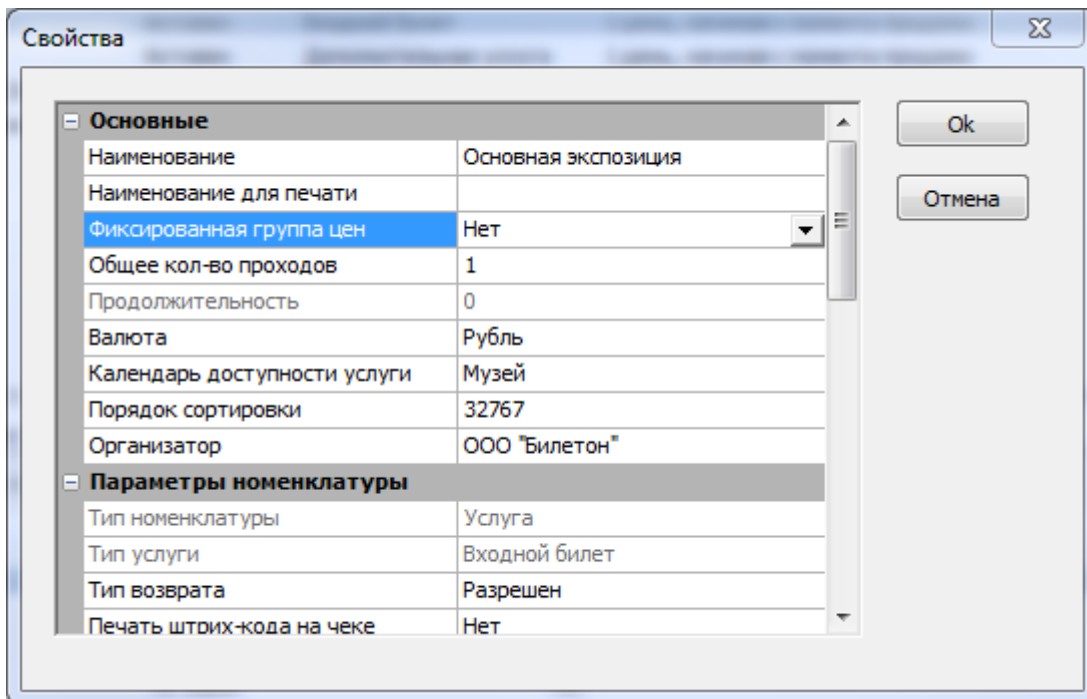 Свойства
Основные
Наименование Основная экспозиция
Наименование для печати
Фиксированная группа цен Нет
Общее кол-во проходов 1
Продолжительность 0
Валюта Рубль
Календарь доступности услуги Музей
Порядок сортировки 32767
Организатор ООО "Билетон"
Параметры номенклатуры
Тип номенклатуры Услуга
Тип услуги Входной билет
Тип возврата Разрешен
Печать штрих-кода на чеке Нет
Ok
Отмена